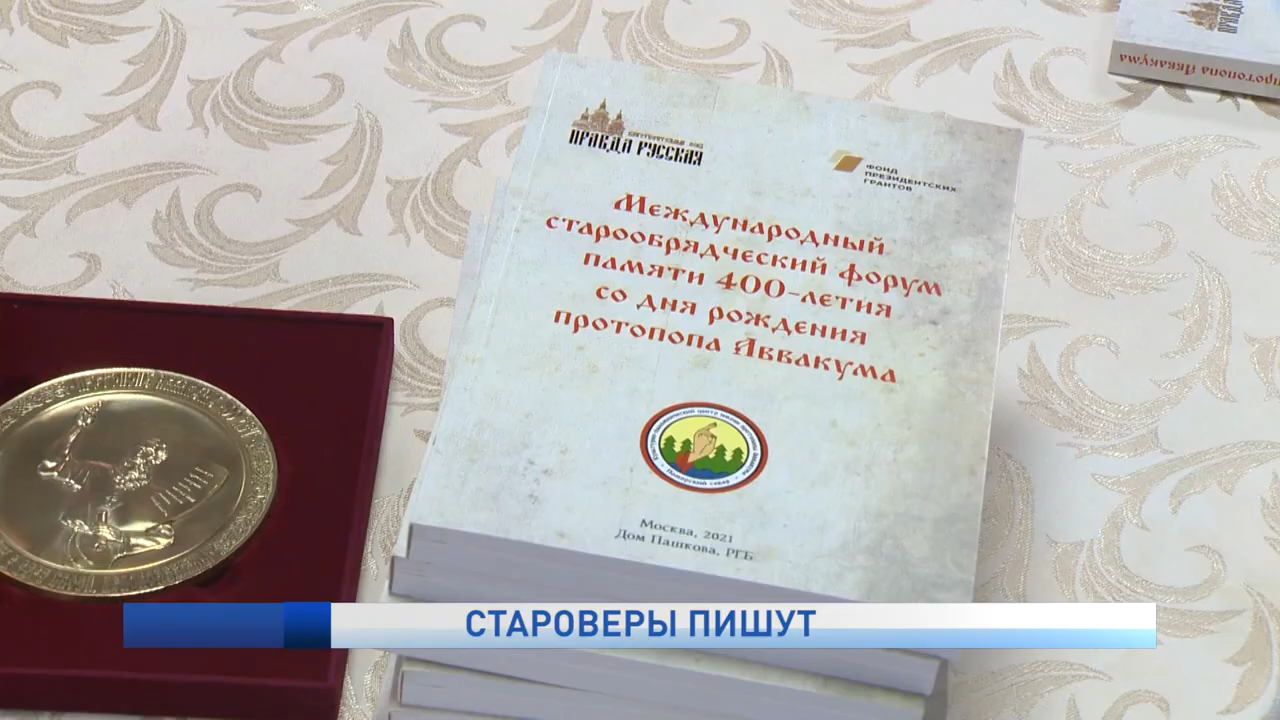 ПРАВДА РУССКАЯ
ФОНД
ПРЕЗИДЕНТСКИХ
ГРАНТОВ
Международный
старообрядческий форум
памяти 400-летия
со дня рождения
протопопа Аввакума
Москва, 2021
Дом Пашкова, РГБ
протопопа Аввакума
СТАРОВЕРЫ ПИШУТ